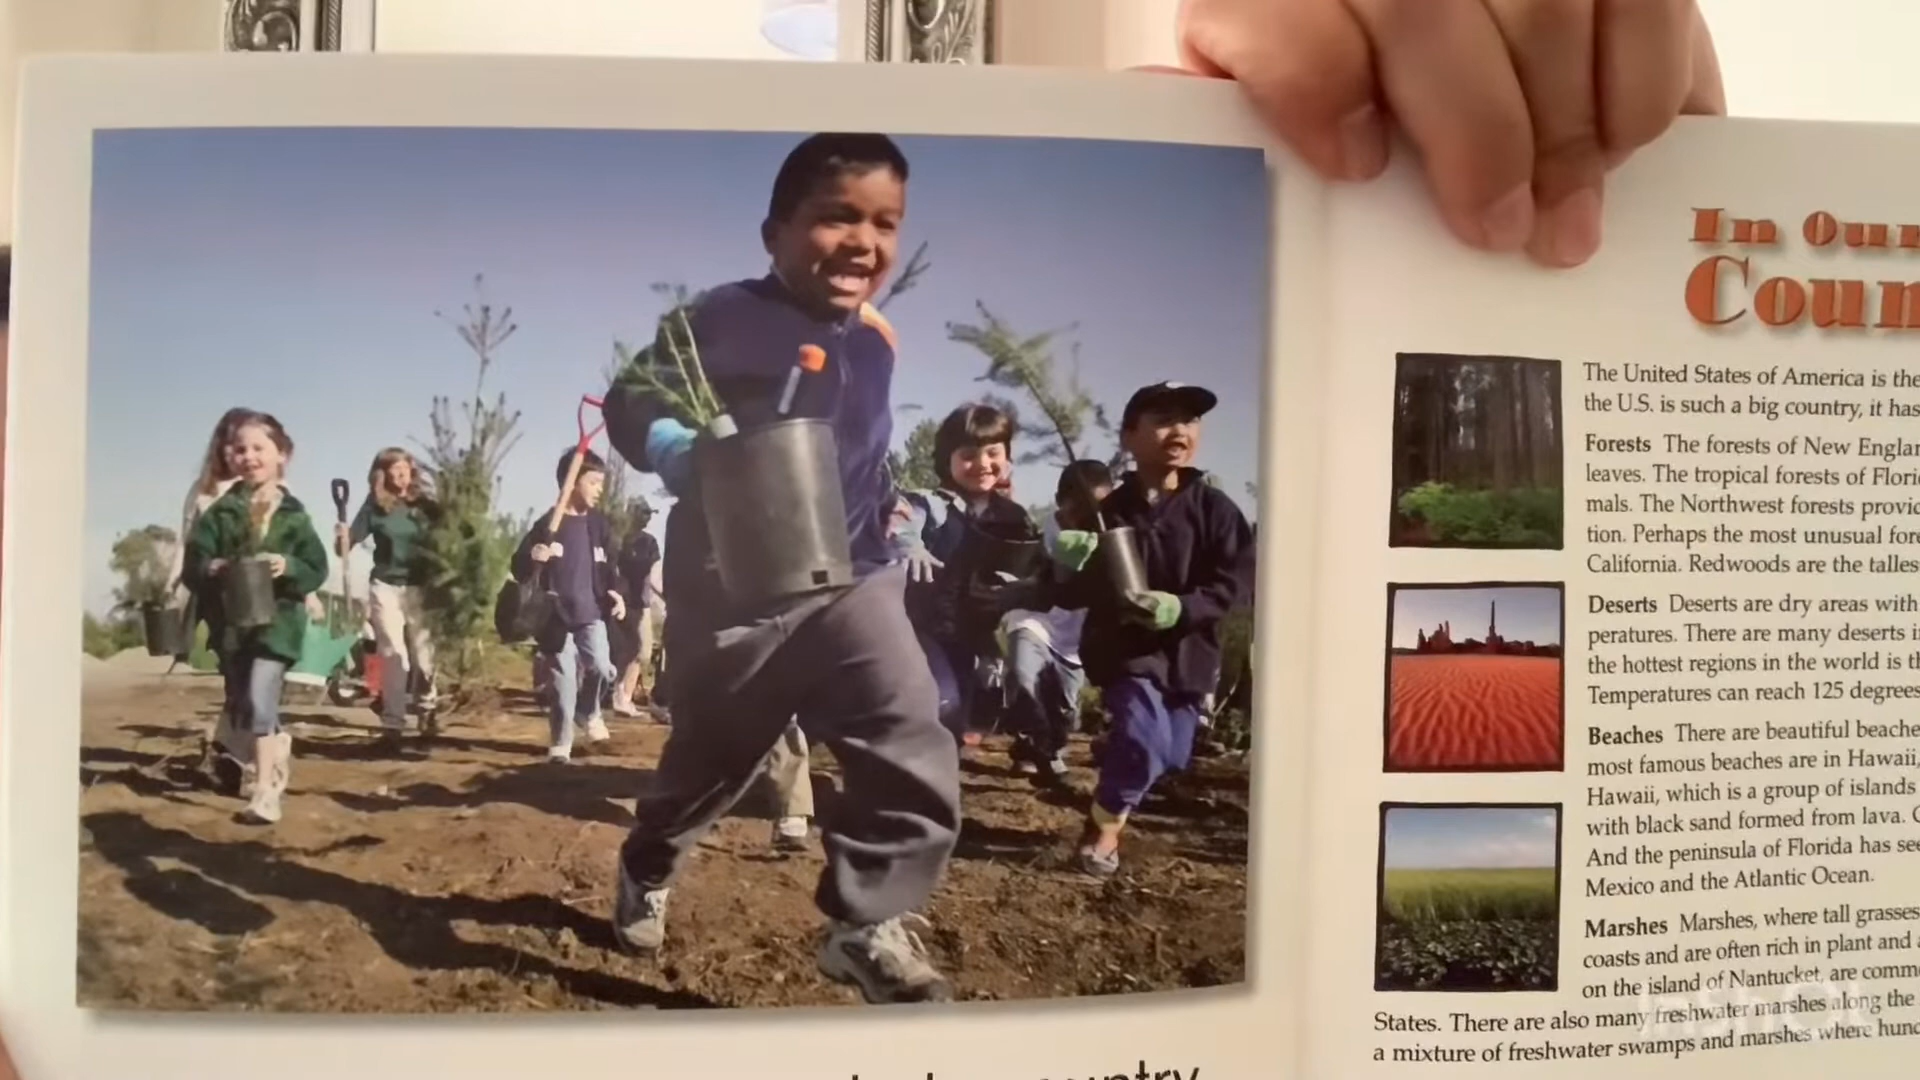 country
In Our
Coun
The United States of America is the
the U.S. is such a big country, it has
Forests The forests of New Englan
leaves. The tropical forests of Flori
mals. The Northwest forests provid
tion. Perhaps the most unusual fore
California. Redwoods are the talles
Deserts Deserts are dry areas with
peratures. There are many deserts i
the hottest regions in the world is th
Temperatures can reach 125 degrees
Beaches There are beautiful beache
most famous beaches are in Hawaii,
Hawaii, which is a group of islands
with black sand formed from lava.
And the peninsula of Florida has se
Mexico and the Atlantic Ocean.
Marshes Marshes, where tall grasses
coasts and are often rich in plant and
on the island of Nantucket, are comm
States. There are also many freshwater marshes along the
a mixture of freshwater swamps and marshes where hund